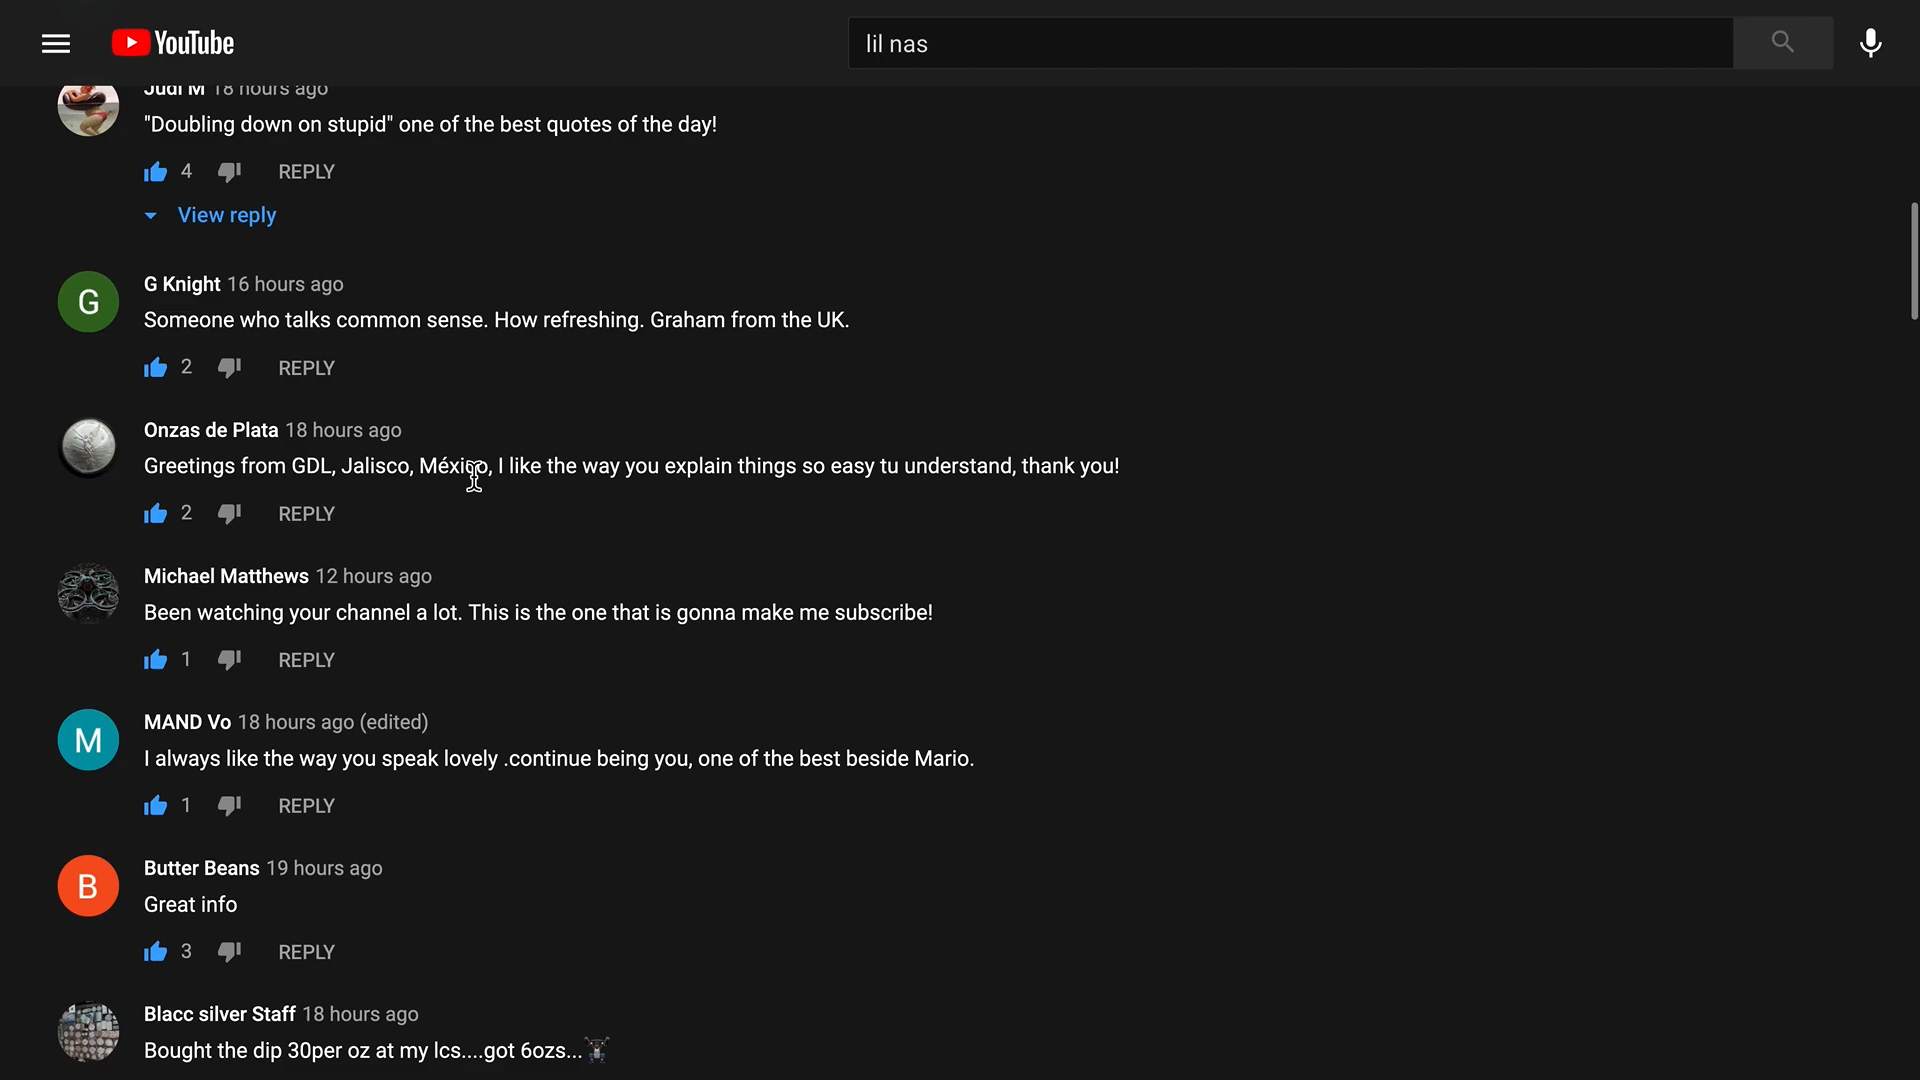 YouTube
lil nas
Judi M 18 hours ago
"Doubling down on stupid" one of the best quotes of the day!
4 REPLY
View reply
G
G Knight 16 hours ago
Someone who talks common sense. How refreshing. Graham from the UK.
2 REPLY
Onzas de Plata 18 hours ago
Greetings from GDL, Jalisco, México, I like the way you explain things so easy tu understand, thank you!
2 REPLY
Michael Matthews 12 hours ago
Been watching your channel a lot. This is the one that is gonna make me subscribe!
1 REPLY
M
MAND Vo 18 hours ago (edited)
I always like the way you speak lovely .continue being you, one of the best beside Mario.
1 REPLY
B
Butter Beans 19 hours ago
Great info
3 REPLY
Blacc silver Staff 18 hours ago
Bought the dip 30per oz at my lcs....got 6ozs...